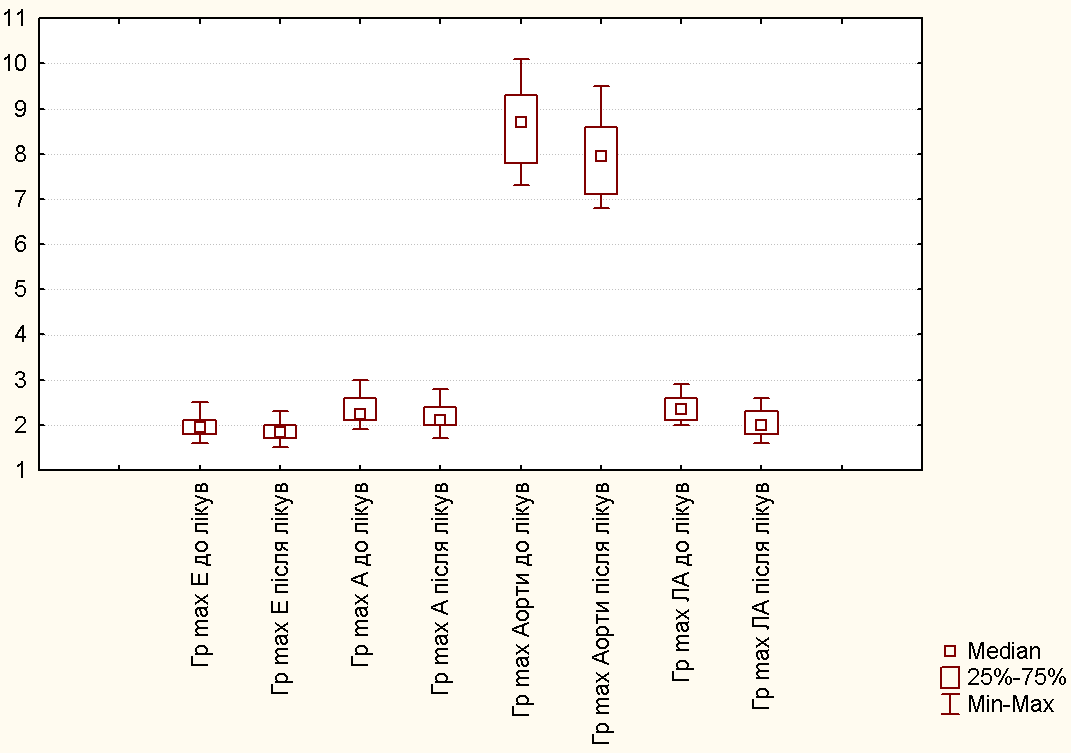 11
10
9
8
7
6
5
4
3
2
1
Гр max E до лікув
Гр max E після лікув
Гр max A до лікув
Гр max A після лікув
Гр max Аорти до лікув
Гр max Аорти після лікув
Гр max ЛА до лікув
Гр max ЛА після лікув
Median
25%-75%
Min-Max